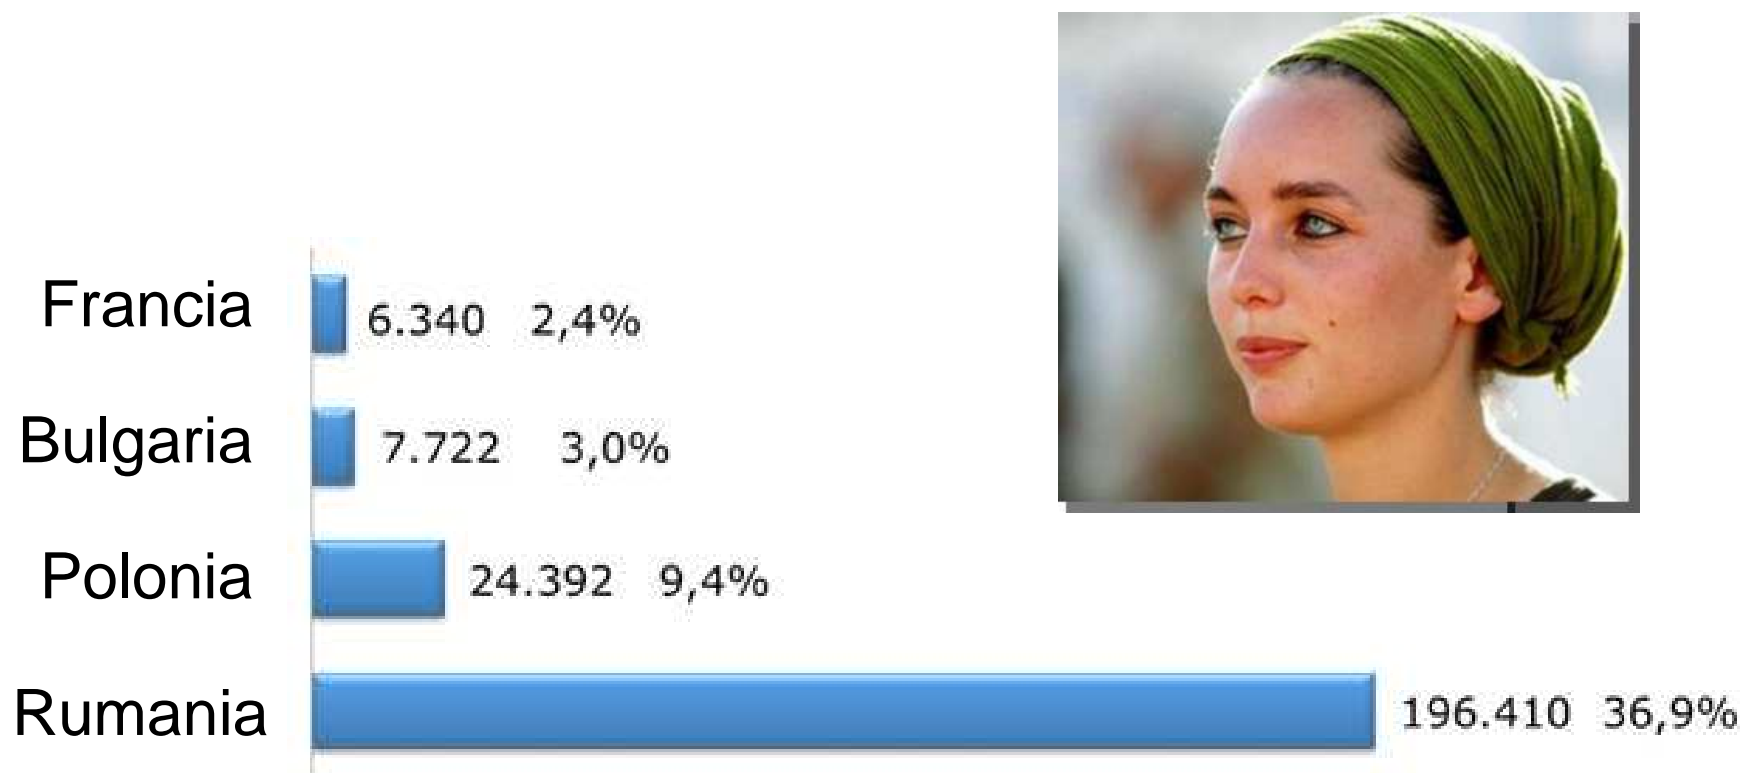 Francia 6.340 2,4%
Bulgaria 7.722 3,0%
Polonia 24.392 9,4%
Rumania 196.410 36,9%